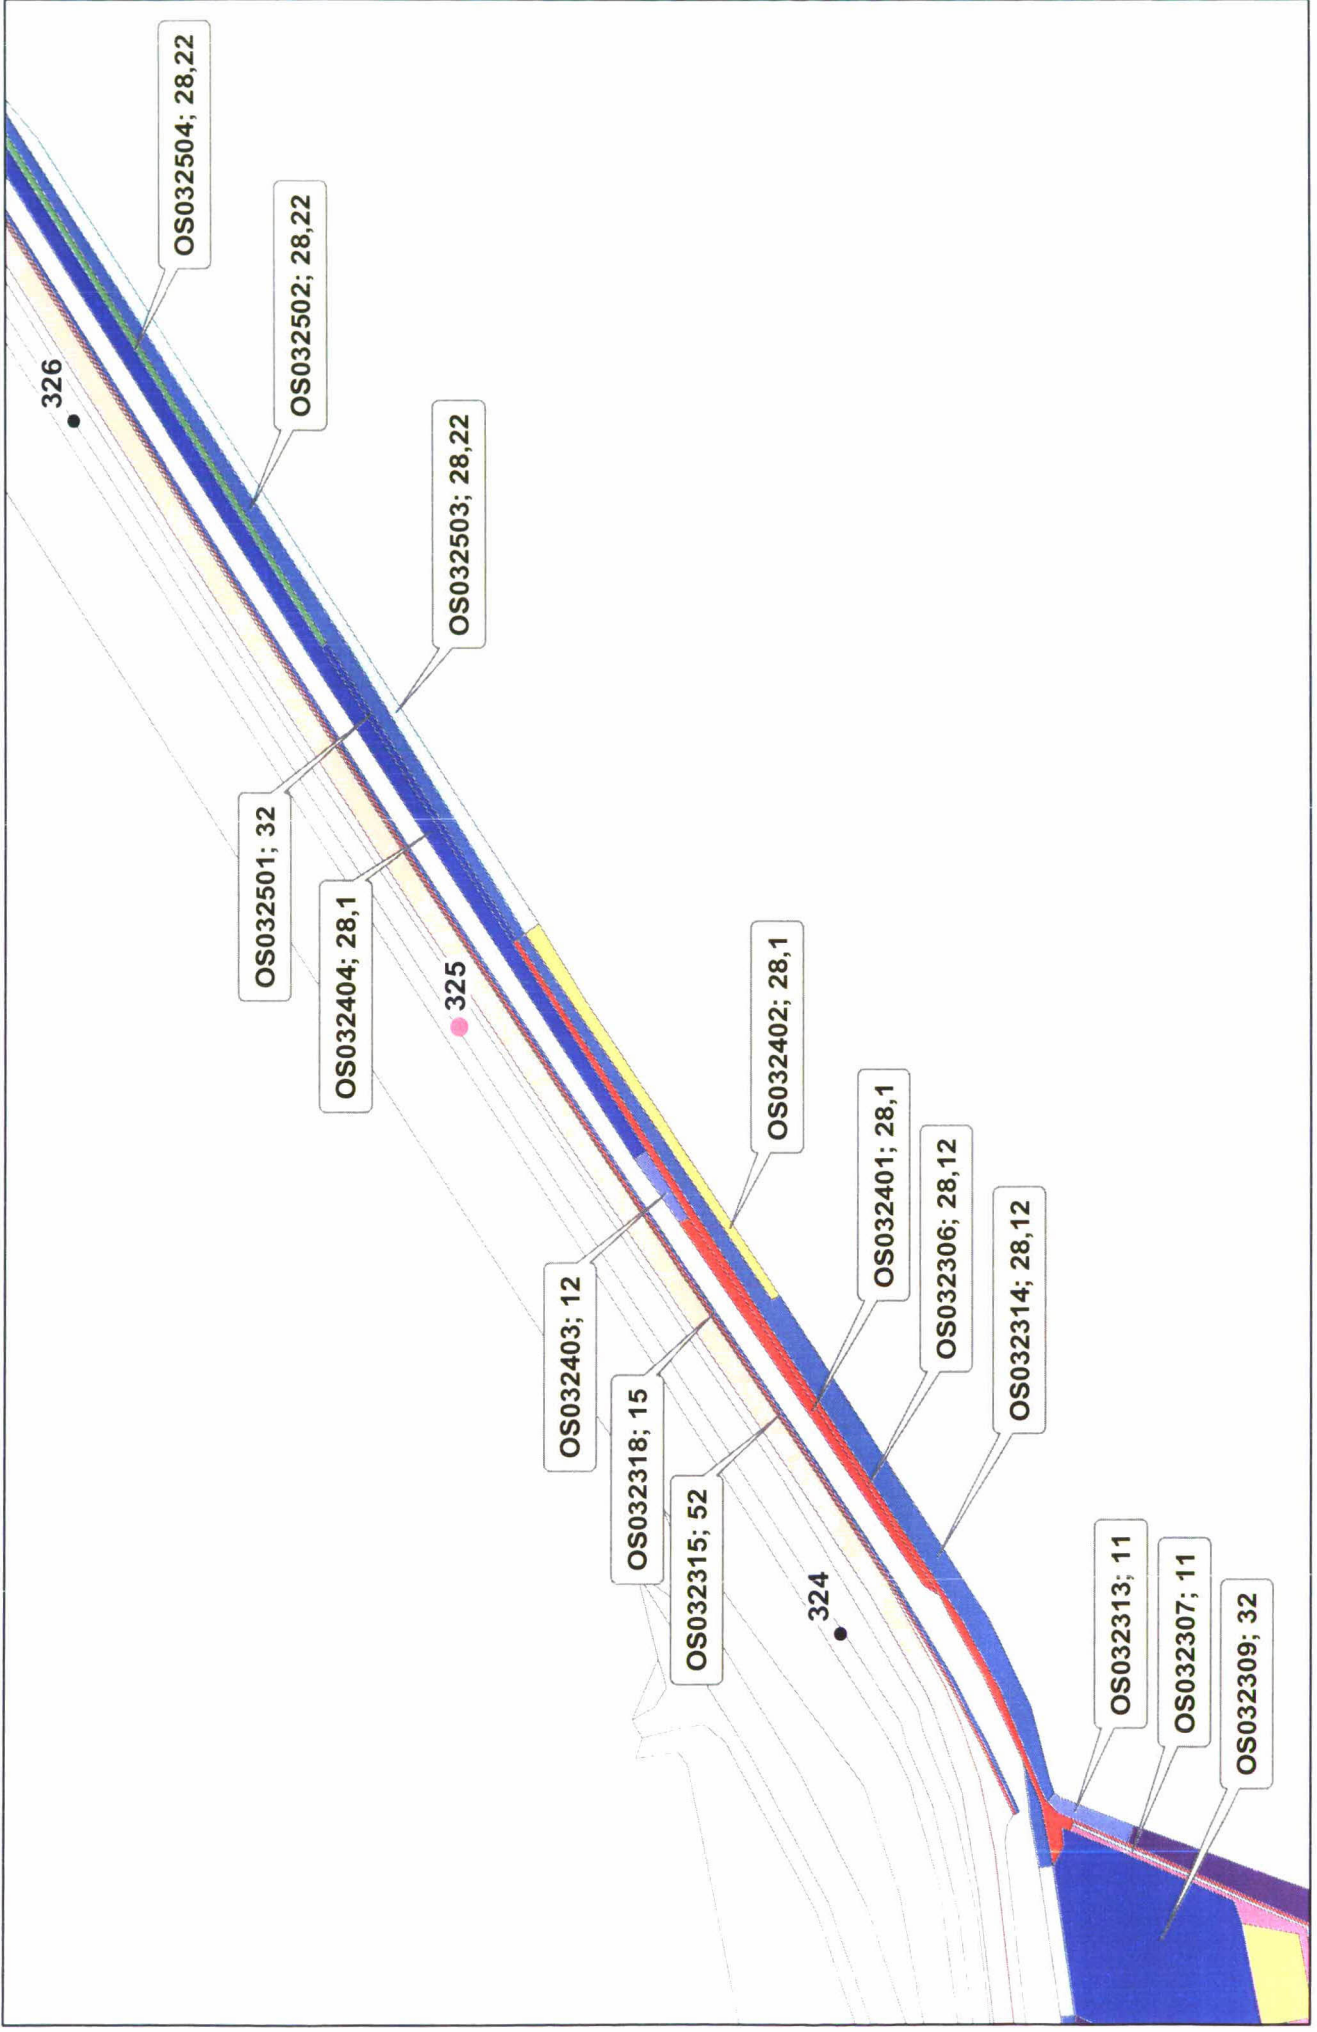 OS032504; 28,22
OS032502; 28,22
326
OS032503; 28,22
OS032501; 32
OS032404; 28,1
325
OS032402; 28,1
OS032401; 28,1
OS032306; 28,12
OS032314; 28,12
OS032403; 12
OS032318; 15
OS032315; 52
324
OS032313; 11
OS032307; 11
OS032309; 32